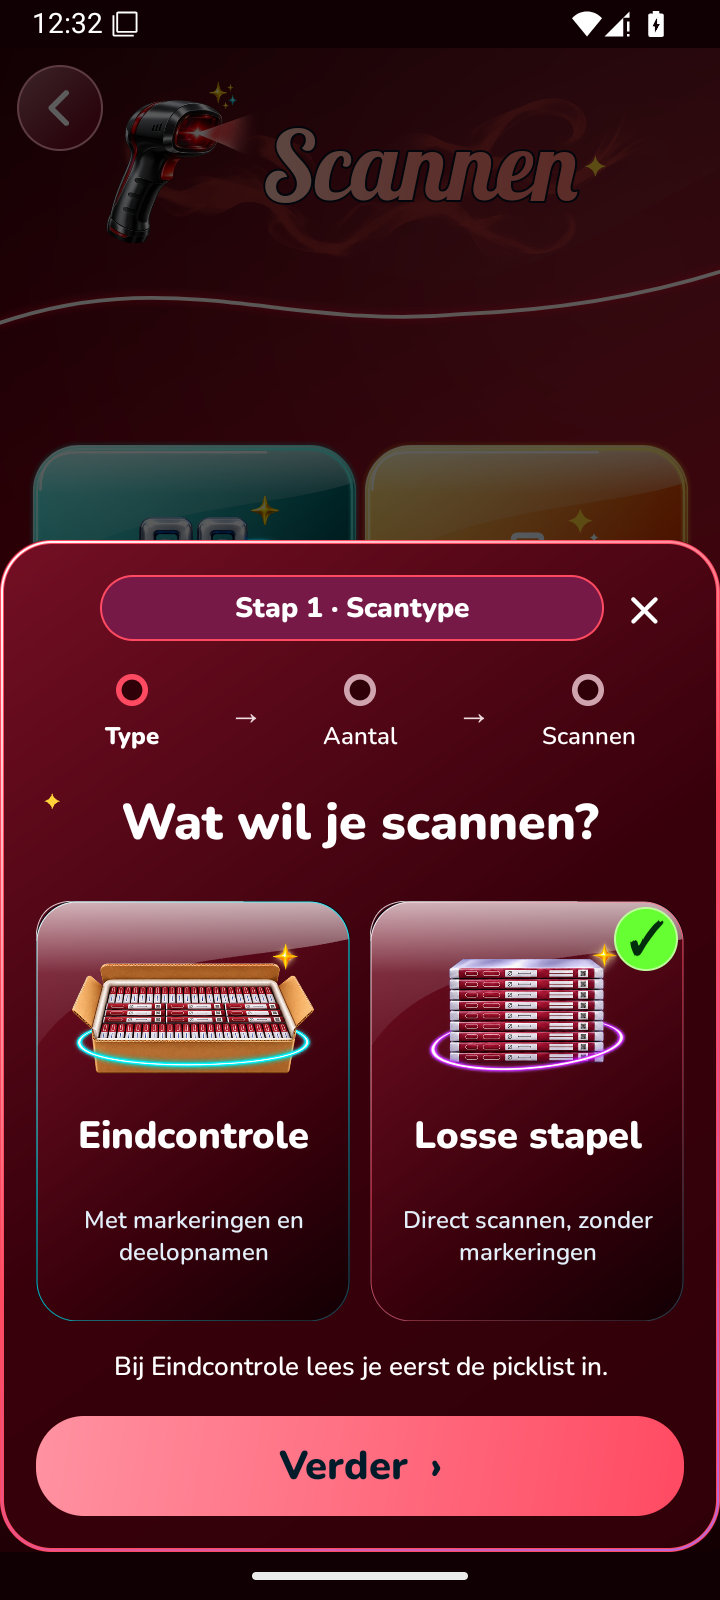 12:32
Scannen
Stap 1 · Scantype
Type → Aantal → Scannen
Wat wil je scannen?
Eindcontrole
Met markeringen en
deelopnamen
Losse stapel
Direct scannen, zonder
markeringen
Bij Eindcontrole lees je eerst de picklist in.
Verder ›